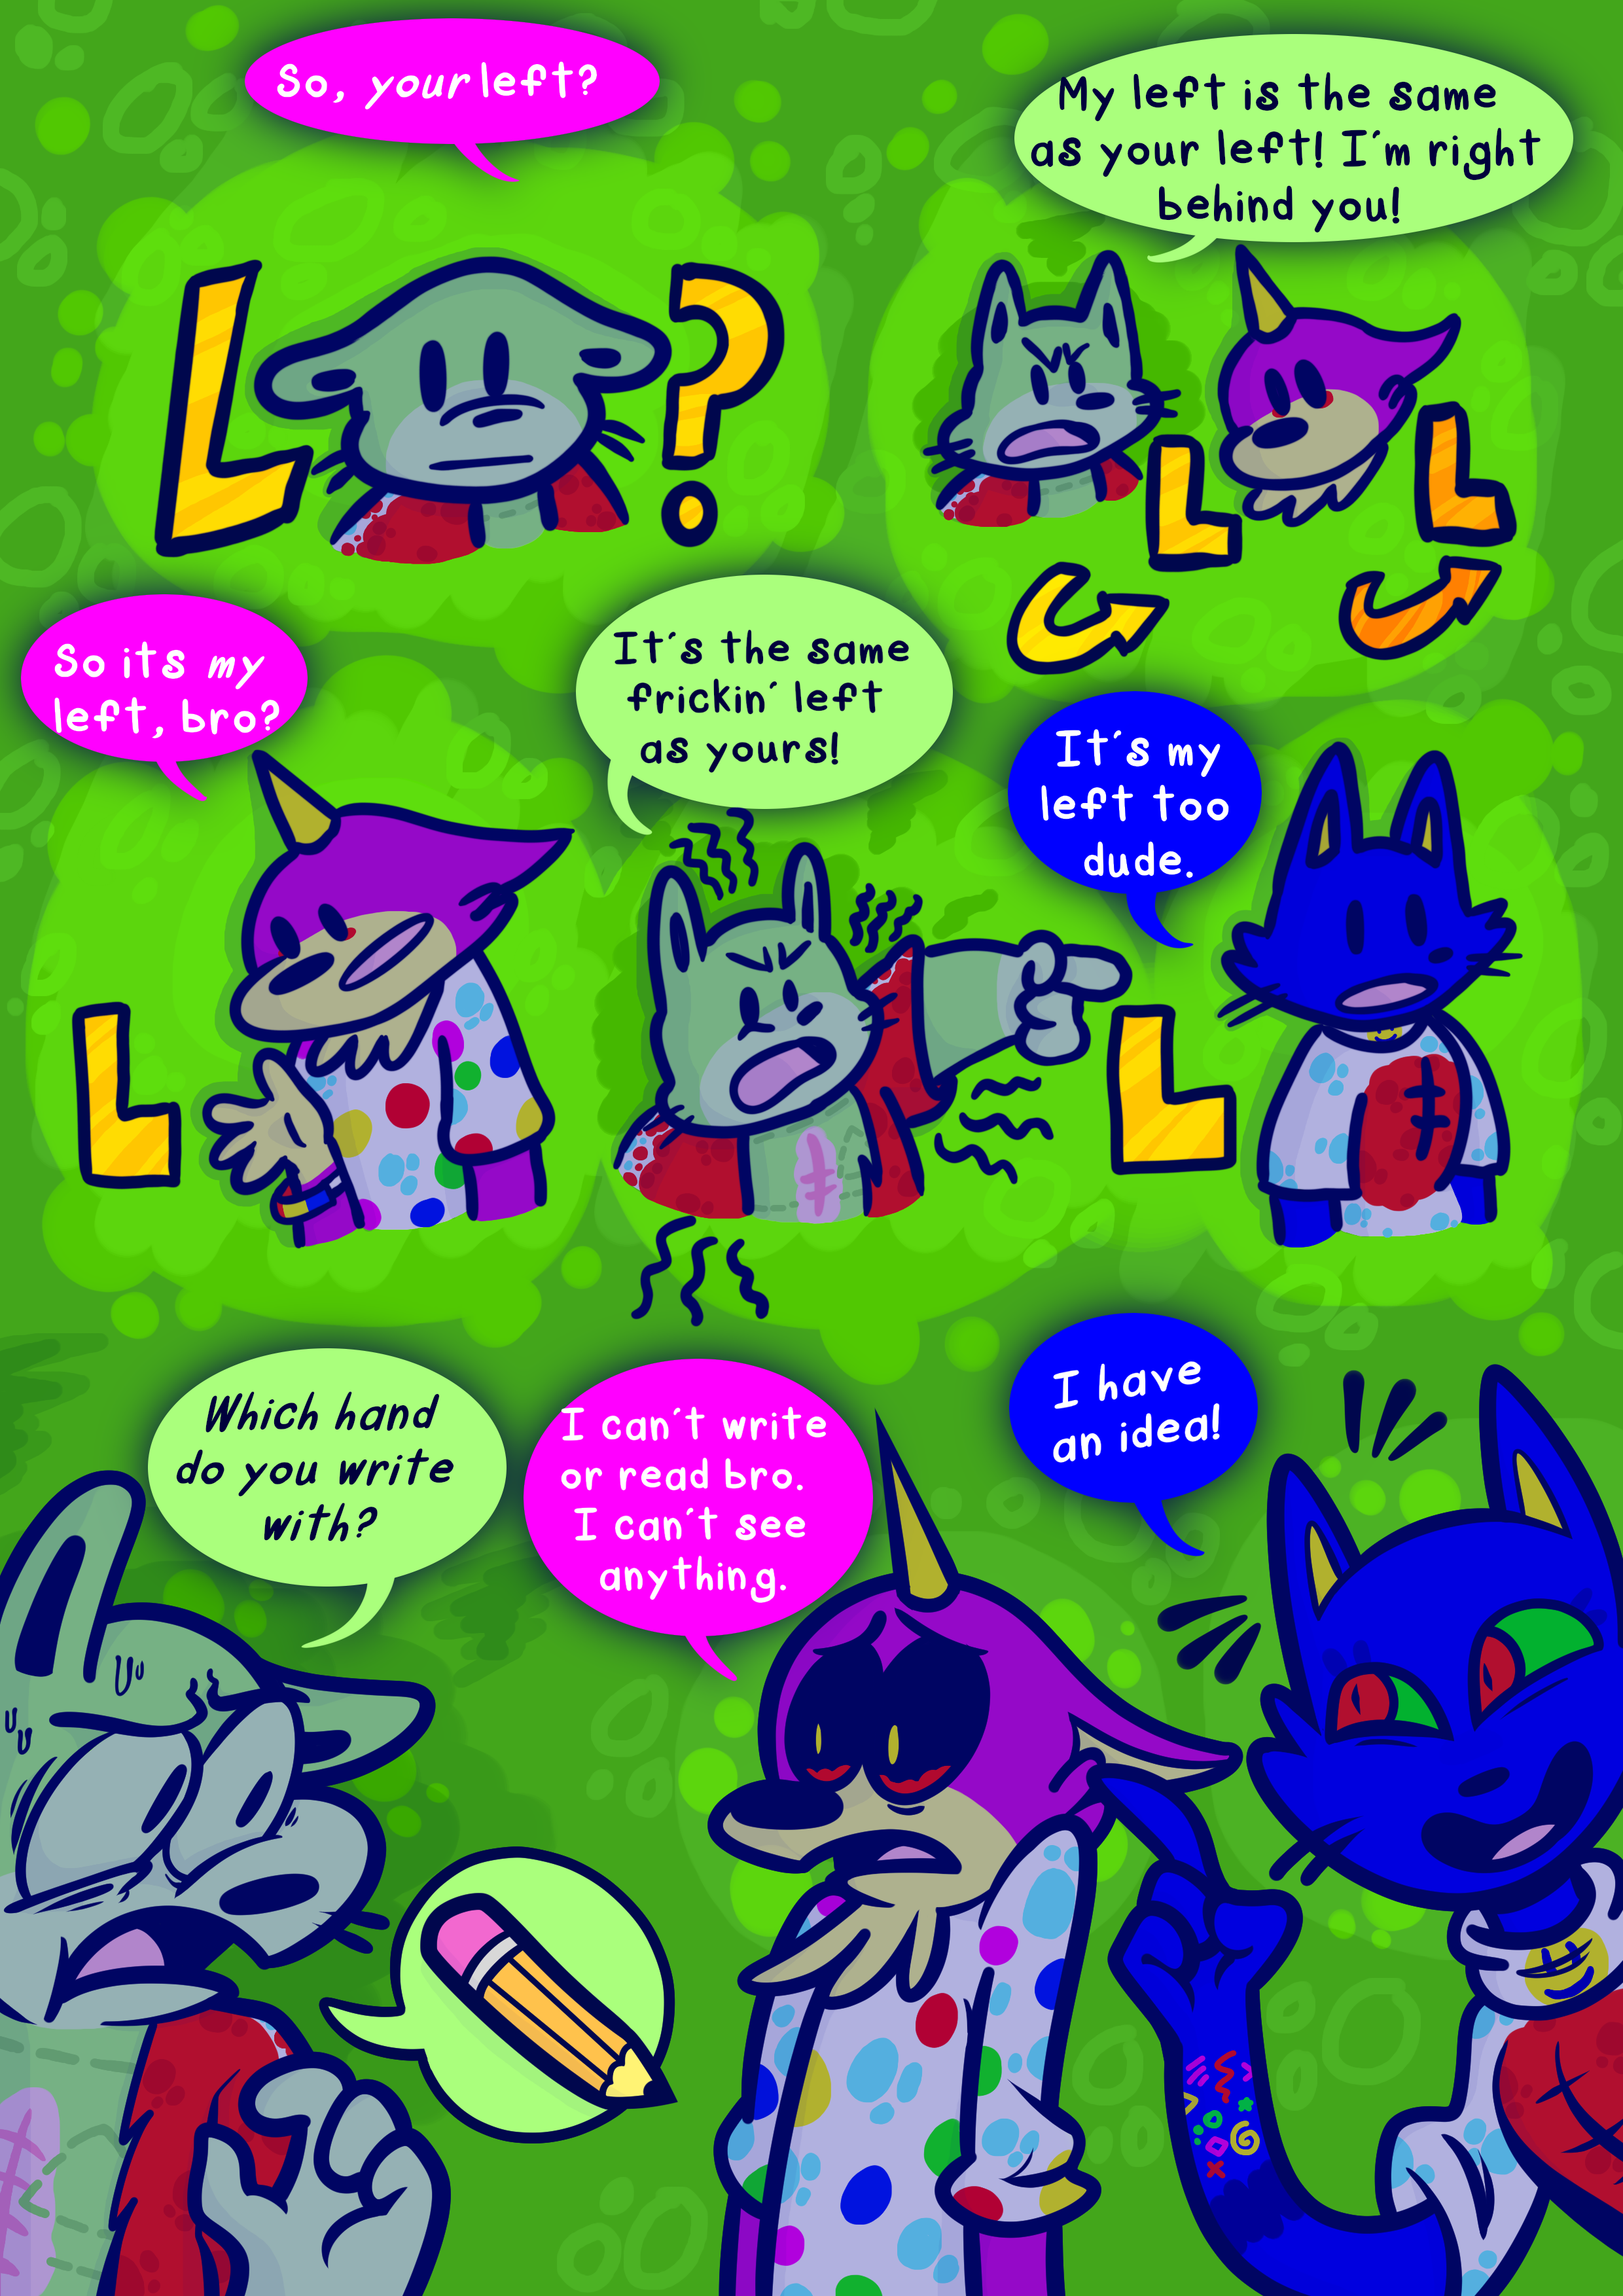 So, your left?
My left is the same
as your left! I'm right
behind you!
L
?
L
L
So its my
left, bro?
It's the same
frickin' left
as yours!
It's my
left too
dude.
L
L
Which hand
do you write
with?
I can't write
or read bro.
I can't see
anything.
I have
an idea!